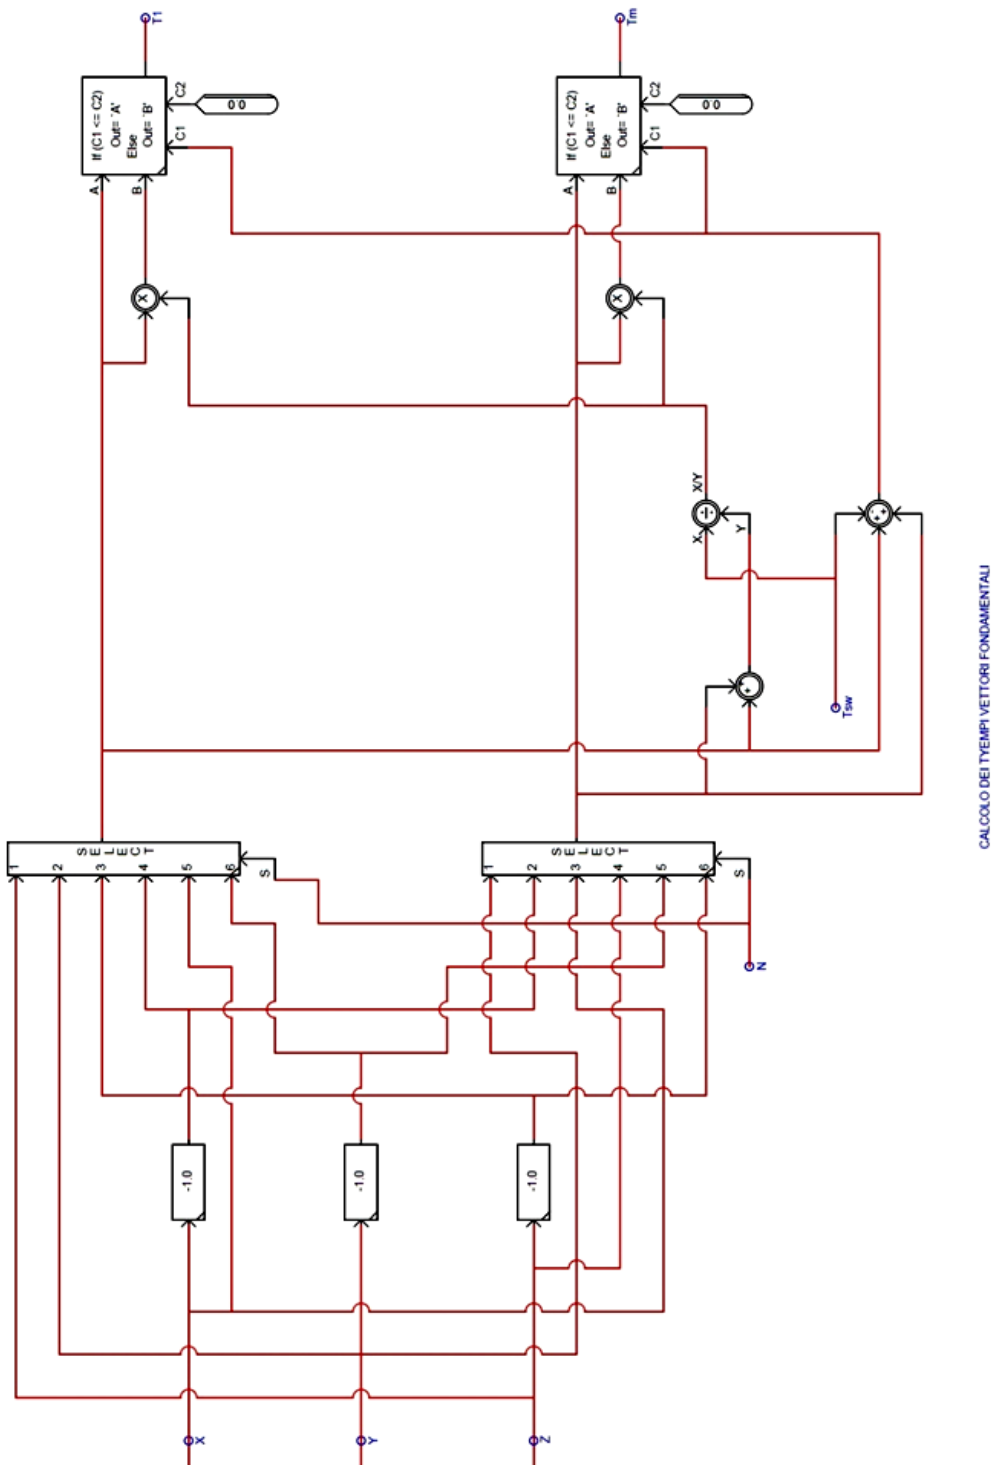 T1
Tm
If (C1 <= C2)
Out= 'A'
Else
Out= 'B'
C2
C1
0.0
A
B
If (C1 <= C2)
Out= 'A'
Else
Out= 'B'
C2
C1
0.0
A
B
X
X
X/Y
X
÷
Y
+
-
+
+
+
Tsw
SELECT
1
2
3
4
5
6
S
SELECT
1
2
3
4
5
6
S
N
-1.0
-1.0
-1.0
X
Y
Z
CALCOLO DEI TYEMPI VETTORI FONDAMENTALI